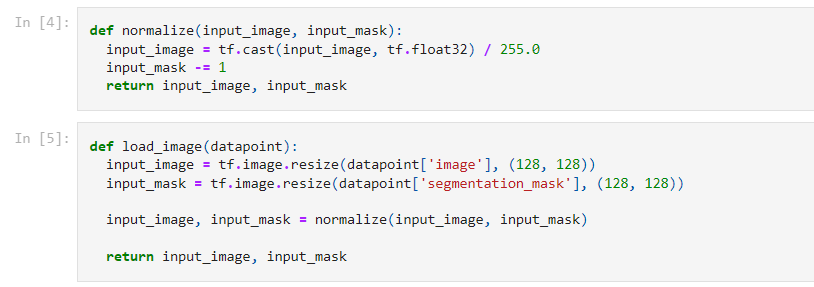 In [4]:
def normalize(input_image, input_mask):
  input_image = tf.cast(input_image, tf.float32) / 255.0
  input_mask -= 1
  return input_image, input_mask
In [5]:
def load_image(datapoint):
  input_image = tf.image.resize(datapoint['image'], (128, 128))
  input_mask = tf.image.resize(datapoint['segmentation_mask'], (128, 128))
  input_image, input_mask = normalize(input_image, input_mask)
  return input_image, input_mask